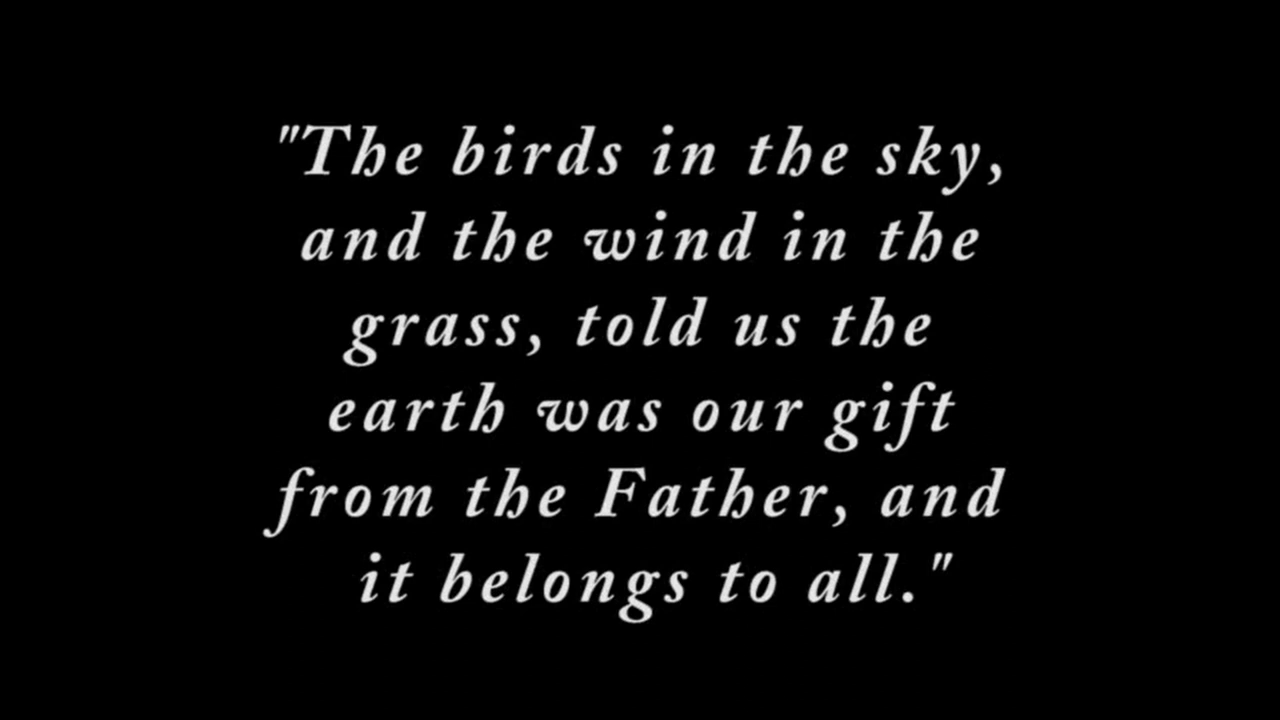 "The birds in the sky,
and the wind in the
grass, told us the
earth was our gift
from the Father, and
it belongs to all."